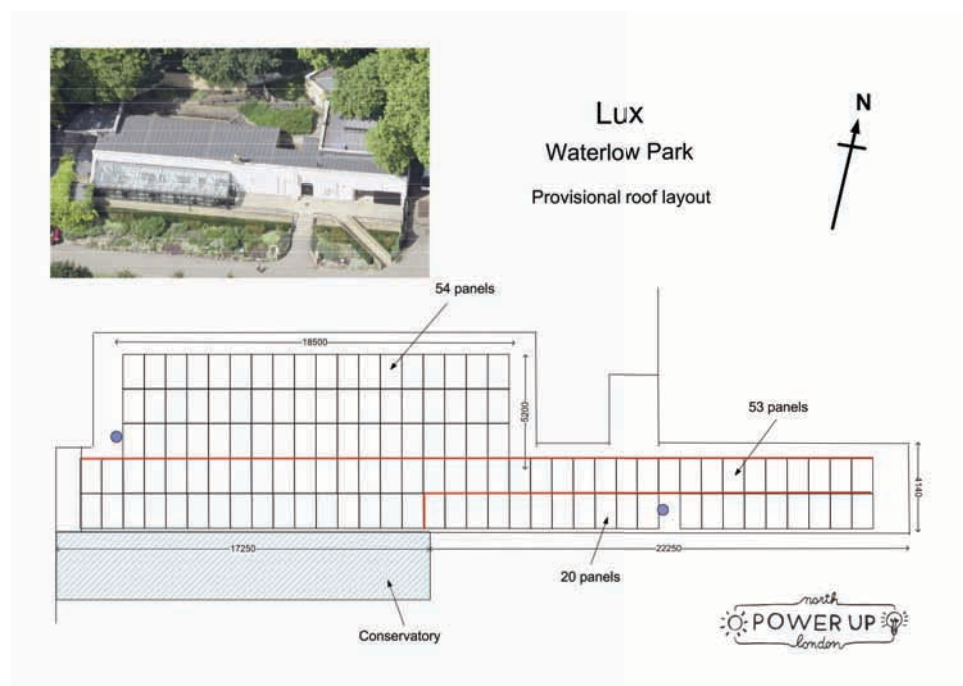 Lux
Waterlow Park
Provisional roof layout
N
54 panels
18500
5200
53 panels
4140
17250
22250
20 panels
Conservatory
north
POWER UP
london